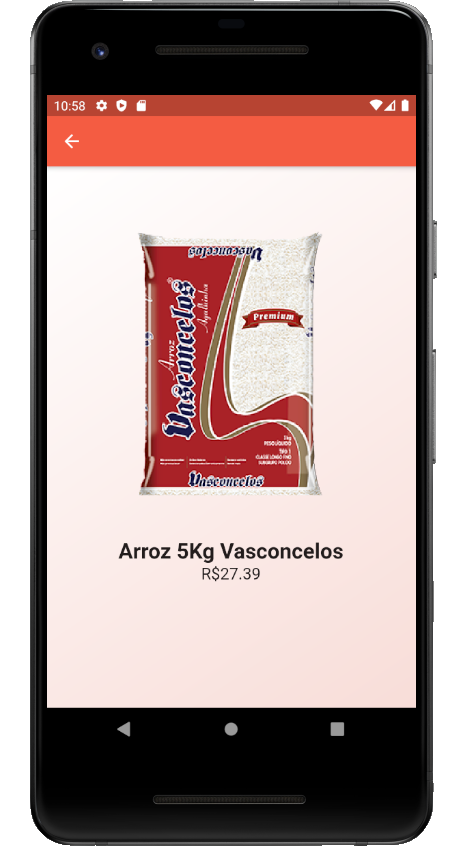 10:58
Vasconcelos
Arroz
Vasconcelos
Agulhinha
Premium
5kg
PESO LÍQUIDO
TIPO 1
CLASSE LONGO FINO
SUBGRUPO POLIDO
Vasconcelos
Arroz 5Kg Vasconcelos
R$27.39